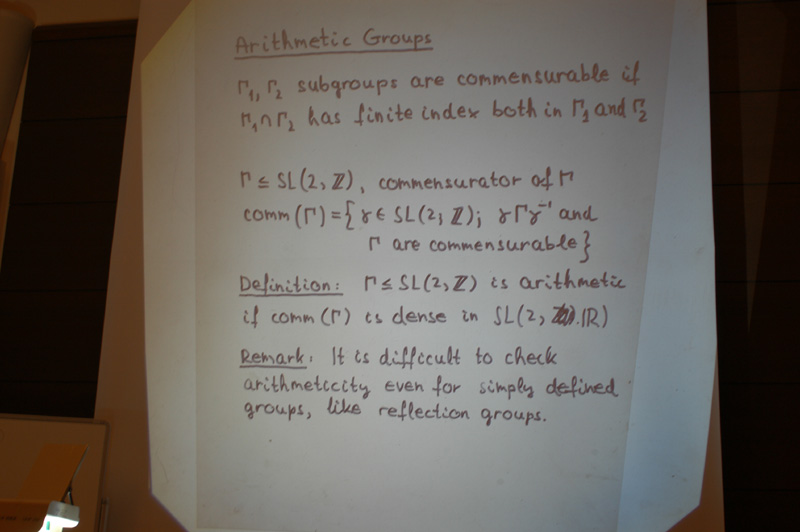 Arithmetic Groups
Γ₁, Γ₂ subgroups are commensurable if
Γ₁ ∩ Γ₂ has finite index both in Γ₁ and Γ₂
Γ ≤ SL(2, ℤ), commensurator of Γ
comm (Γ) = { γ ∈ SL(2, ℤ); γΓγ⁻¹ and
Γ are commensurable }
Definition: Γ ≤ SL(2, ℤ) is arithmetic
if comm (Γ) is dense in SL(2, ℝ)
Remark: It is difficult to check
arithmeticity even for simply defined
groups, like reflection groups.